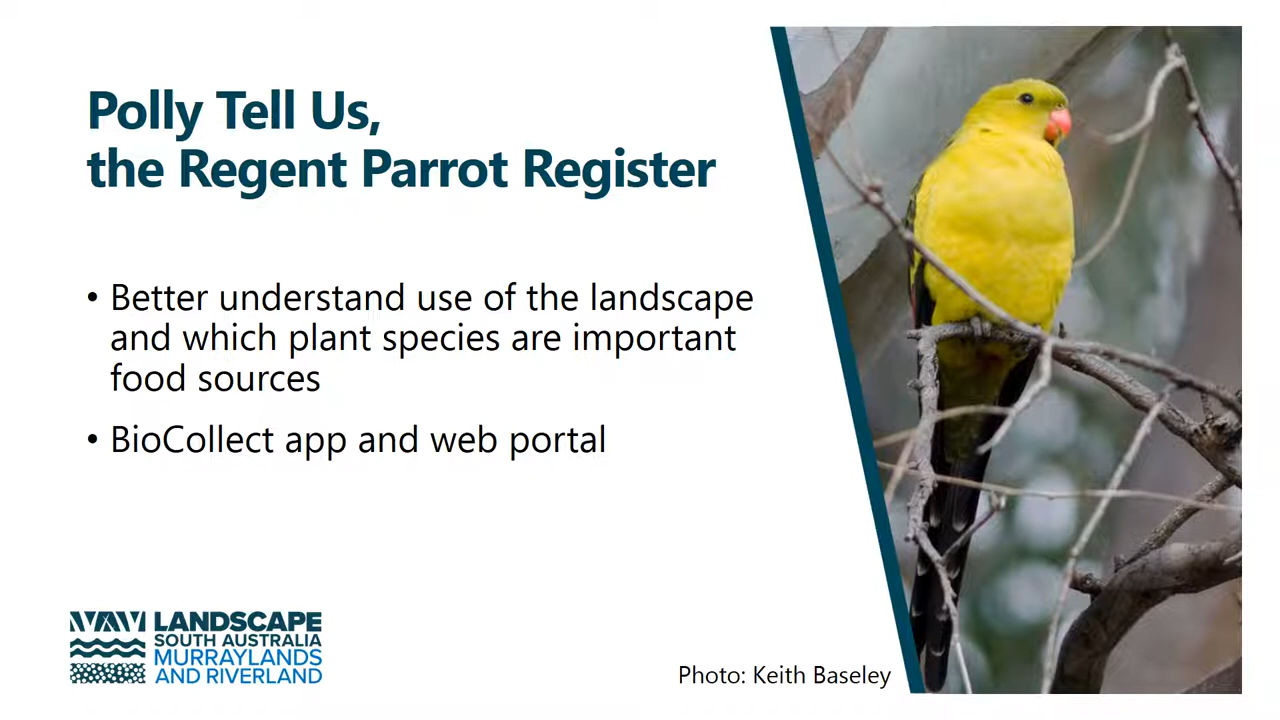 Polly Tell Us,
the Regent Parrot Register
• Better understand use of the landscape
and which plant species are important
food sources
• BioCollect app and web portal
LANDSCAPE
SOUTH AUSTRALIA
MURRAYLANDS
AND RIVERLAND
Photo: Keith Baseley